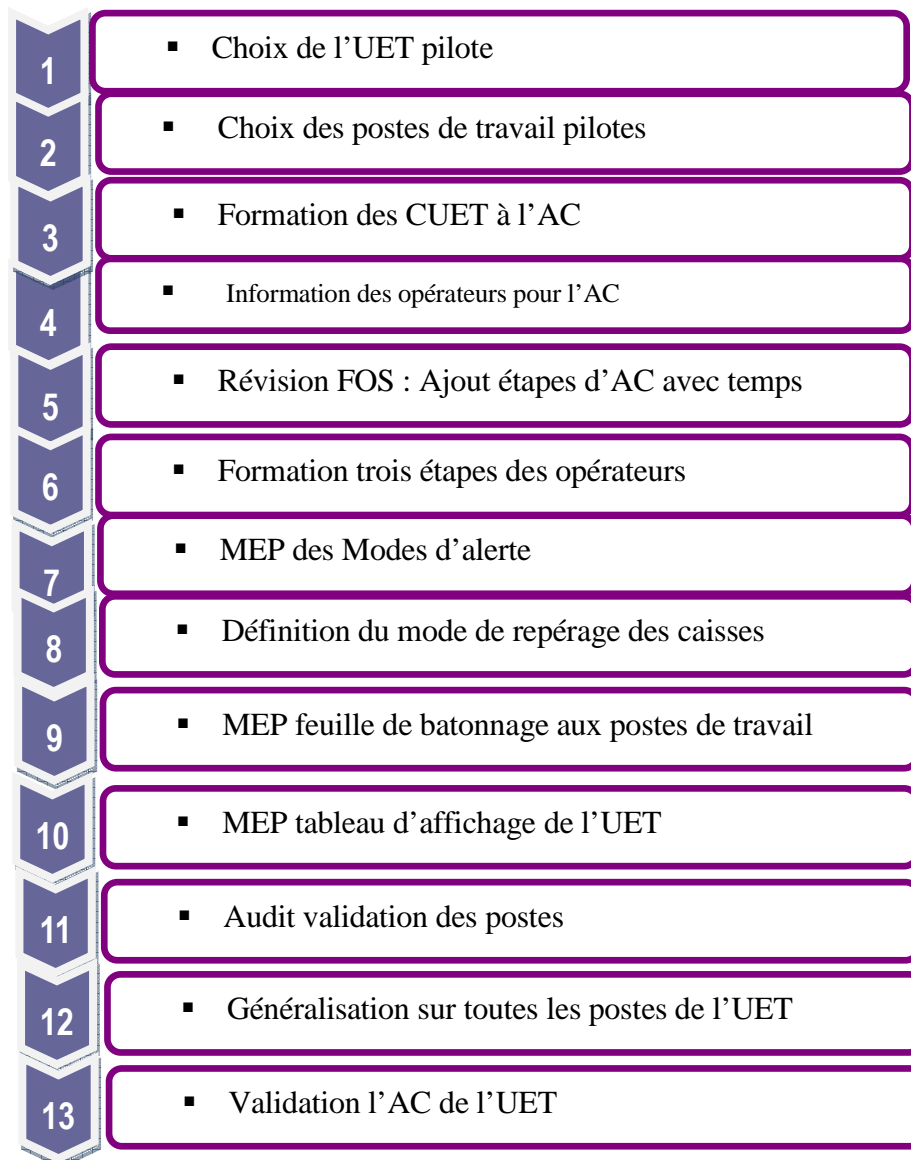 1 ▪ Choix de l’UET pilote
2 ▪ Choix des postes de travail pilotes
3 ▪ Formation des CUET à l’AC
4 ▪ Information des opérateurs pour l’AC
5 ▪ Révision FOS : Ajout étapes d’AC avec temps
6 ▪ Formation trois étapes des opérateurs
7 ▪ MEP des Modes d’alerte
8 ▪ Définition du mode de repérage des caisses
9 ▪ MEP feuille de batonnage aux postes de travail
10 ▪ MEP tableau d’affichage de l’UET
11 ▪ Audit validation des postes
12 ▪ Généralisation sur toutes les postes de l’UET
13 ▪ Validation l’AC de l’UET